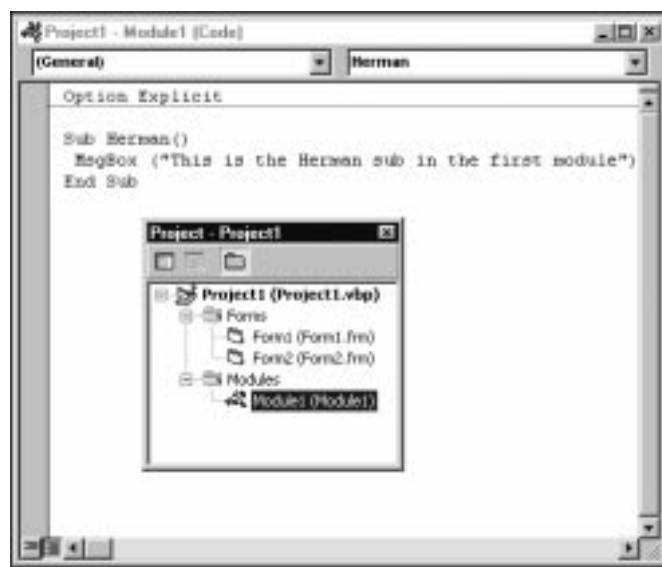 Project1 - Module1 (Code)
(General) Herman
Option Explicit
Sub Herman()
MsgBox ("This is the Herman sub in the first module")
End Sub
Project - Project1
Project1 (Project1.vbp)
Forms
Form1 (Form1.frm)
Form2 (Form2.frm)
Modules
Module1 (Module1)